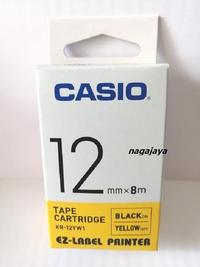 CASIO
nagajaya
12 mm×8m
TAPE
CARTRIDGE
XR-12YW1
BLACK ON
YELLOW TAPE
EZ-LABEL PRINTER